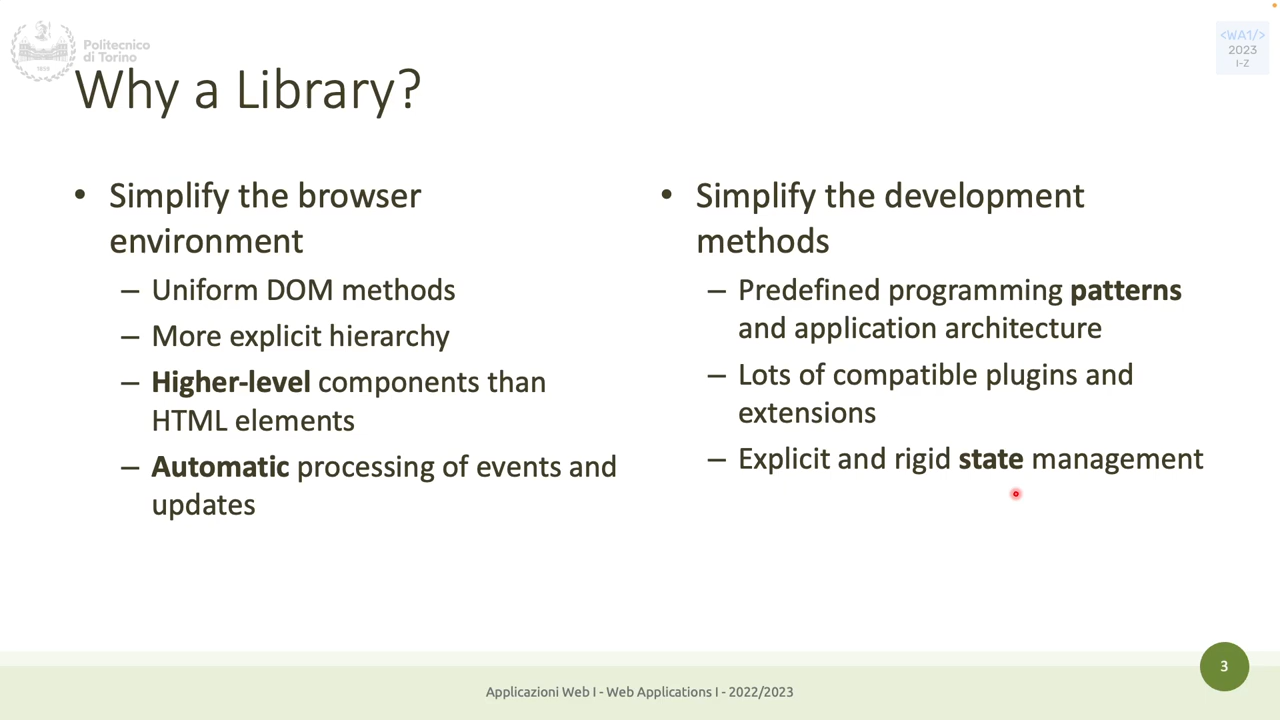 Politecnico
di Torino
1859
<WA1/>
2023
I-Z
Why a Library?
• Simplify the browser
environment
– Uniform DOM methods
– More explicit hierarchy
– Higher-level components than
HTML elements
– Automatic processing of events and
updates
• Simplify the development
methods
– Predefined programming patterns
and application architecture
– Lots of compatible plugins and
extensions
– Explicit and rigid state management
3
Applicazioni Web I - Web Applications I - 2022/2023